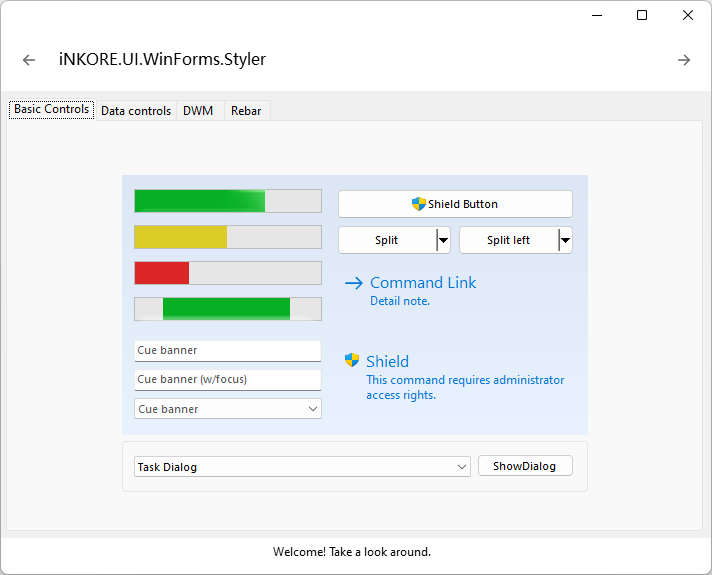 iNKORE.UI.WinForms.Styler
Basic Controls
Data controls
DWM
Rebar
Shield Button
Split
Split left
Command Link
Detail note.
Cue banner
Cue banner (w/focus)
Cue banner
Shield
This command requires administrator
access rights.
Task Dialog
ShowDialog
Welcome! Take a look around.